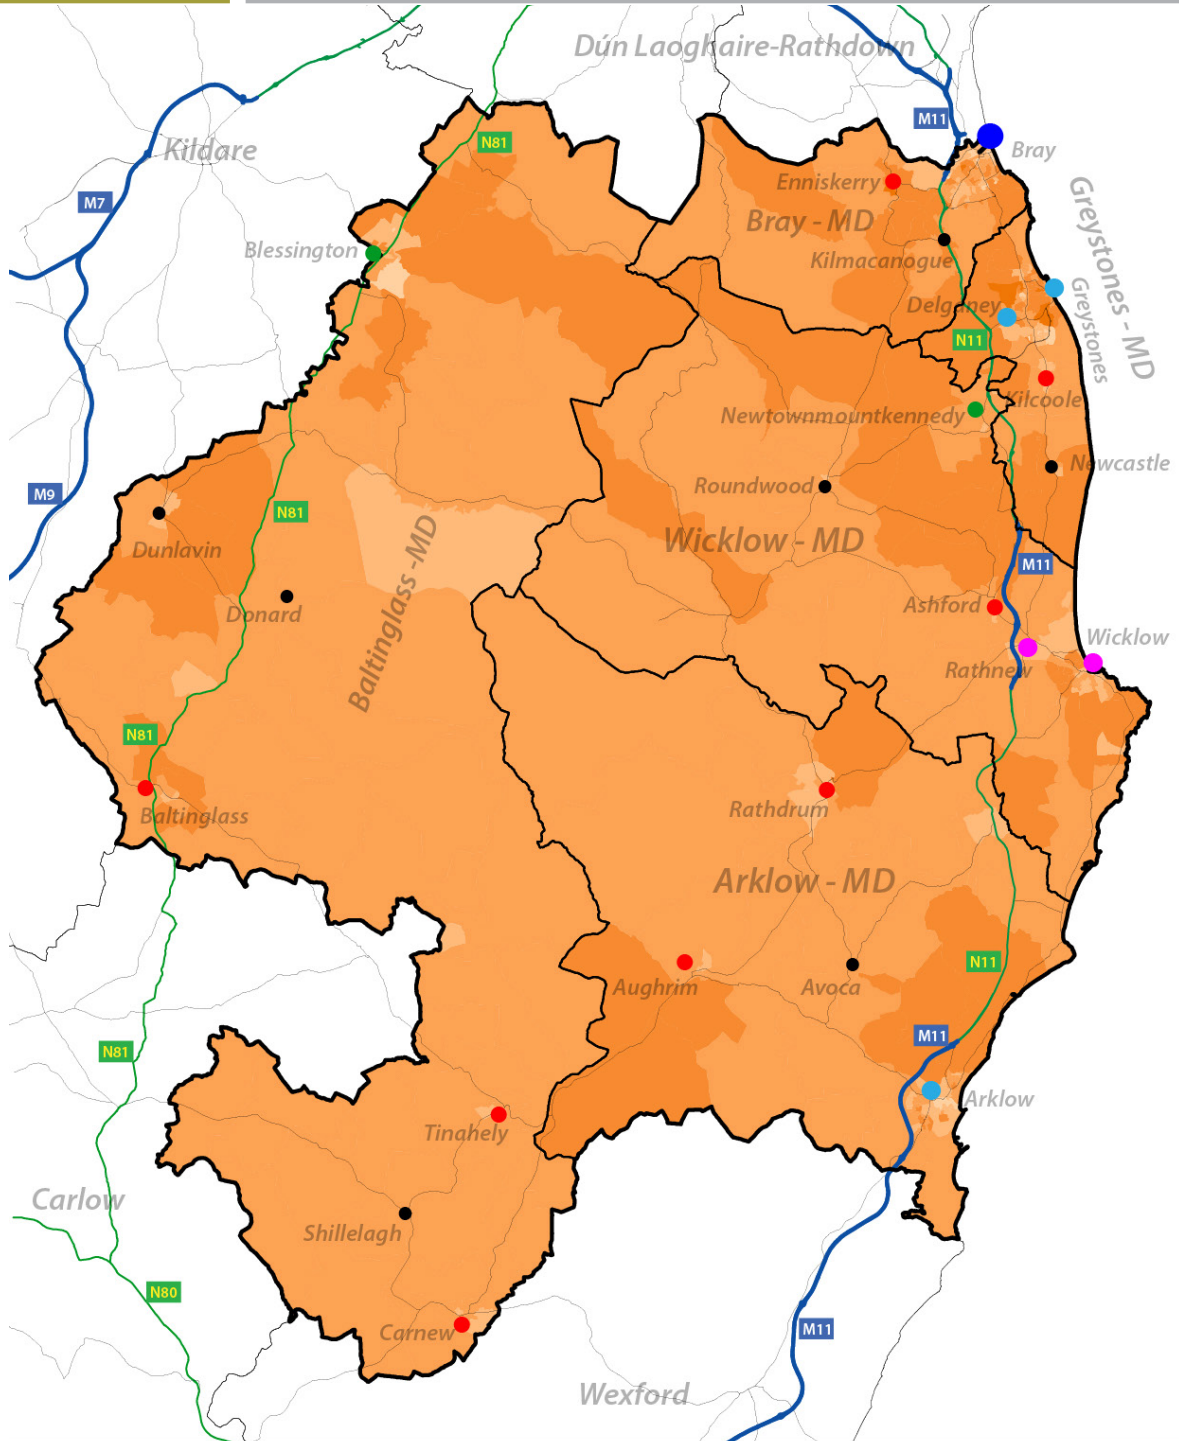 Dún Laoghaire-Rathdown
M11
N81
Bray
Kildare
Enniskerry
M7
Bray - MD
Greystones - MD
Blessington
Kilmacanogue
Delganey
Greystones
N11
Kilcoole
Newtownmountkennedy
Newcastle
M9
Roundwood
N81
Dunlavin
Wicklow - MD
Baltinglass -MD
M11
Donard
Ashford
Wicklow
Rathnew
N81
Baltinglass
Rathdrum
Arklow - MD
N11
Aughrim
Avoca
M11
N81
Arklow
Tinahely
Carlow
Shillelagh
N80
Carnew
M11
Wexford